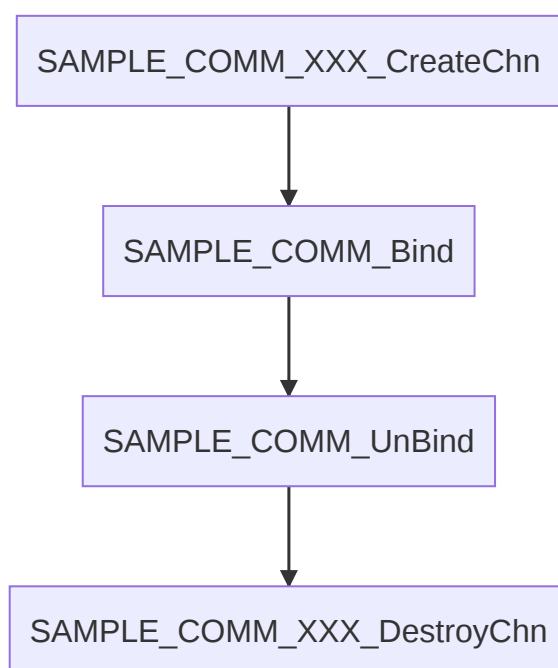 SAMPLE_COMM_XXX_CreateChn
SAMPLE_COMM_Bind
SAMPLE_COMM_UnBind
SAMPLE_COMM_XXX_DestroyChn